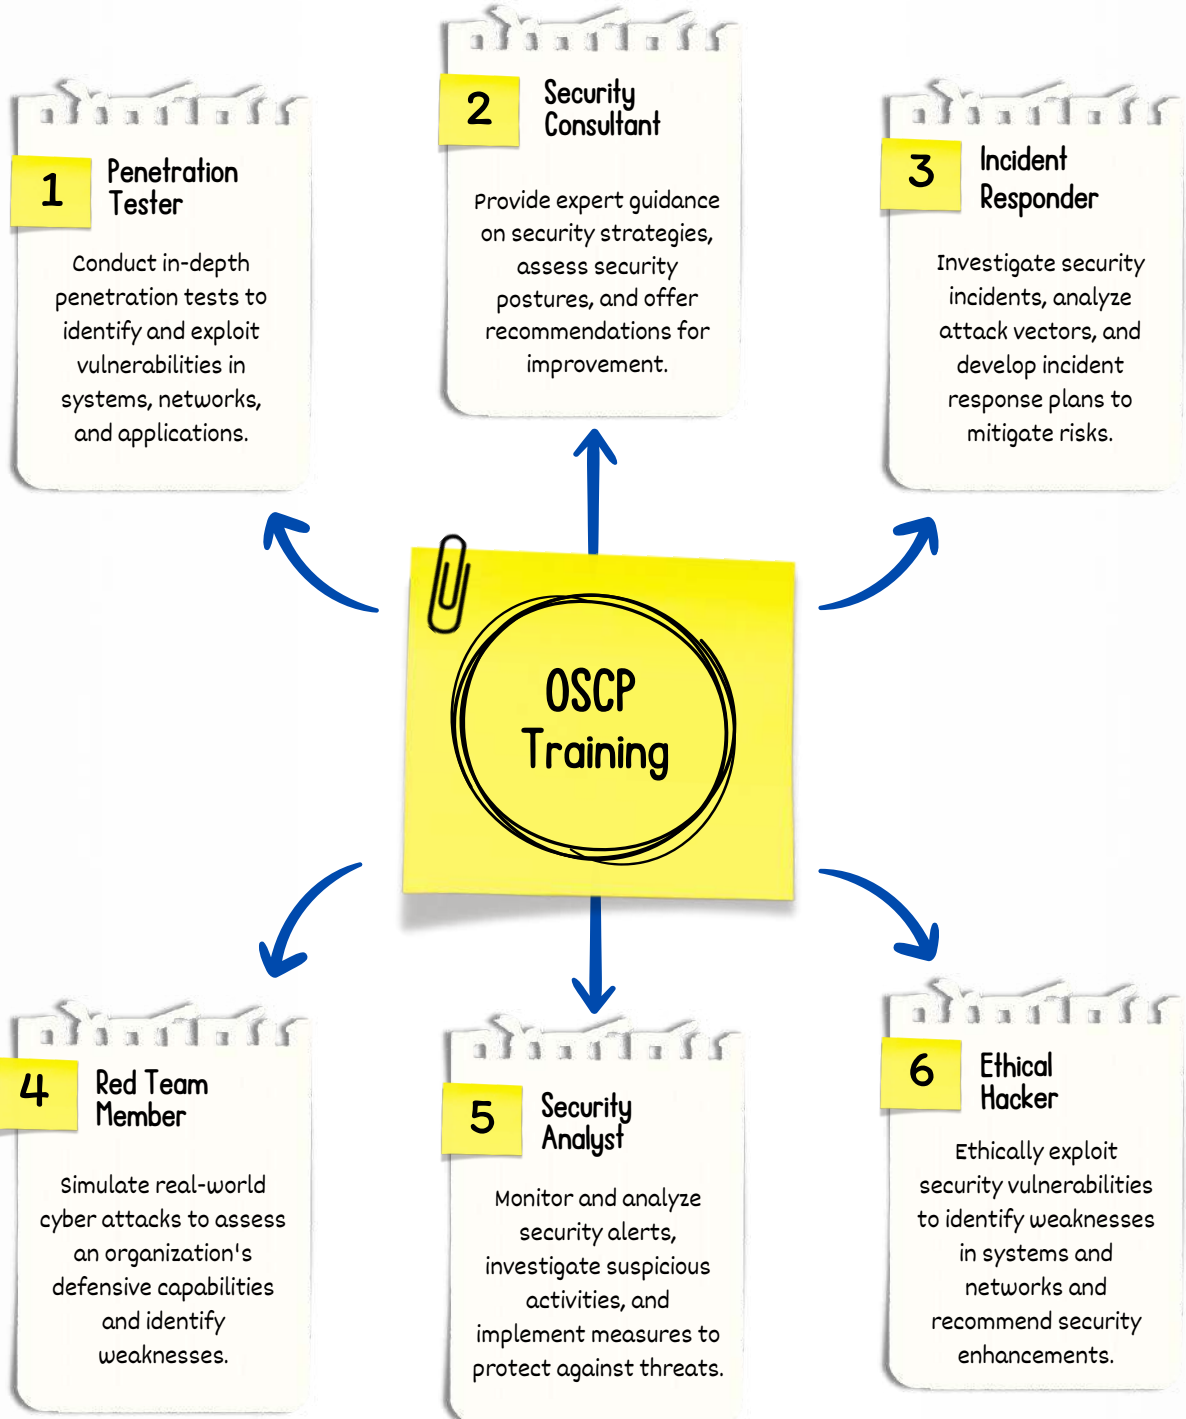 1
Penetration
Tester
Conduct in-depth
penetration tests to
identify and exploit
vulnerabilities in
systems, networks,
and applications.
2
Security
Consultant
Provide expert guidance
on security strategies,
assess security
postures, and offer
recommendations for
improvement.
3
Incident
Responder
Investigate security
incidents, analyze
attack vectors, and
develop incident
response plans to
mitigate risks.
OSCP
Training
4
Red Team
Member
Simulate real-world
cyber attacks to assess
an organization's
defensive capabilities
and identify
weaknesses.
5
Security
Analyst
Monitor and analyze
security alerts,
investigate suspicious
activities, and
implement measures to
protect against threats.
6
Ethical
Hacker
Ethically exploit
security vulnerabilities
to identify weaknesses
in systems and
networks and
recommend security
enhancements.